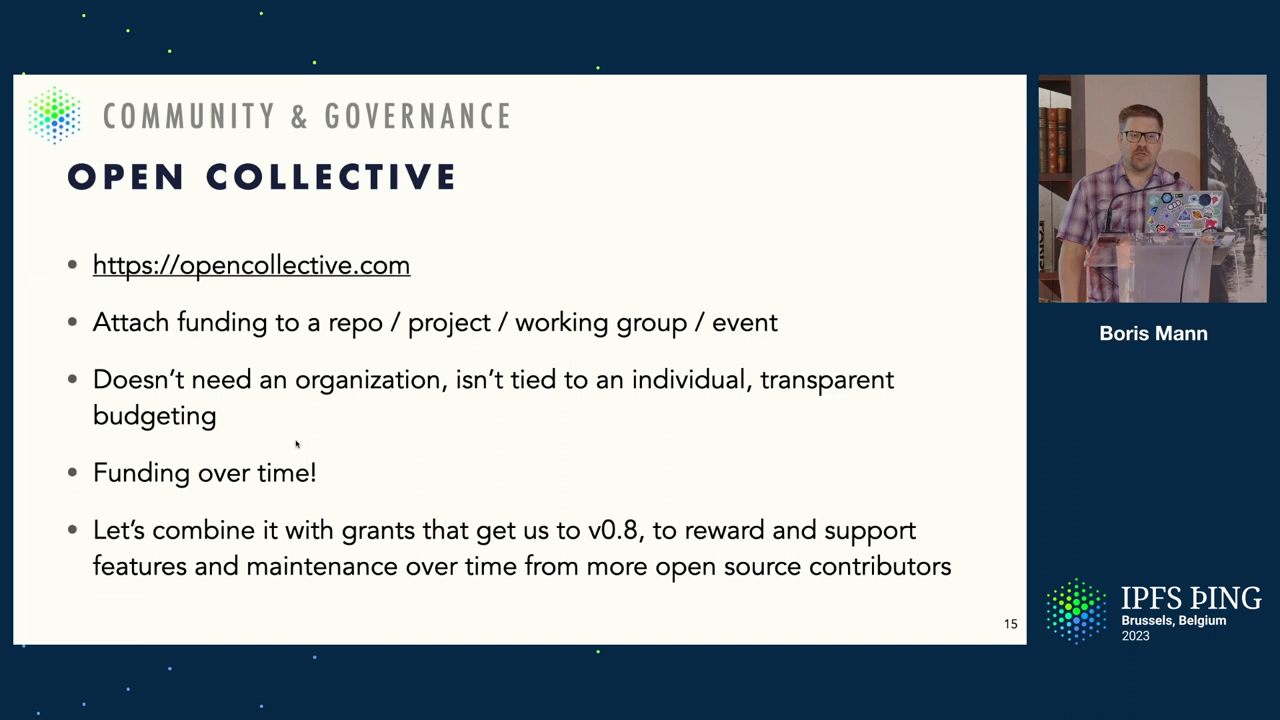 COMMUNITY & GOVERNANCE
OPEN COLLECTIVE
https://opencollective.com
Attach funding to a repo / project / working group / event
Doesn’t need an organization, isn’t tied to an individual, transparent
budgeting
Funding over time!
Let’s combine it with grants that get us to v0.8, to reward and support
features and maintenance over time from more open source contributors
15
Boris Mann
IPFS ÞING
Brussels, Belgium
2023